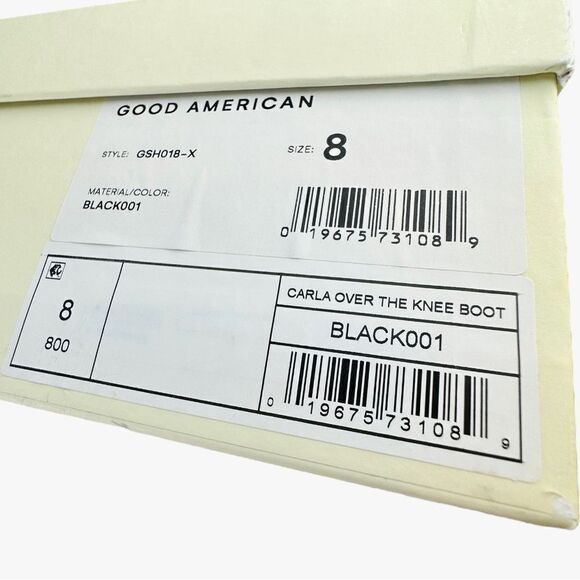 GOOD AMERICAN
STYLE: GSH018-X SIZE: 8
MATERIAL/COLOR:
BLACK001
0 19675 73108 9
8
800
CARLA OVER THE KNEE BOOT
BLACK001
0 19675 73108 9